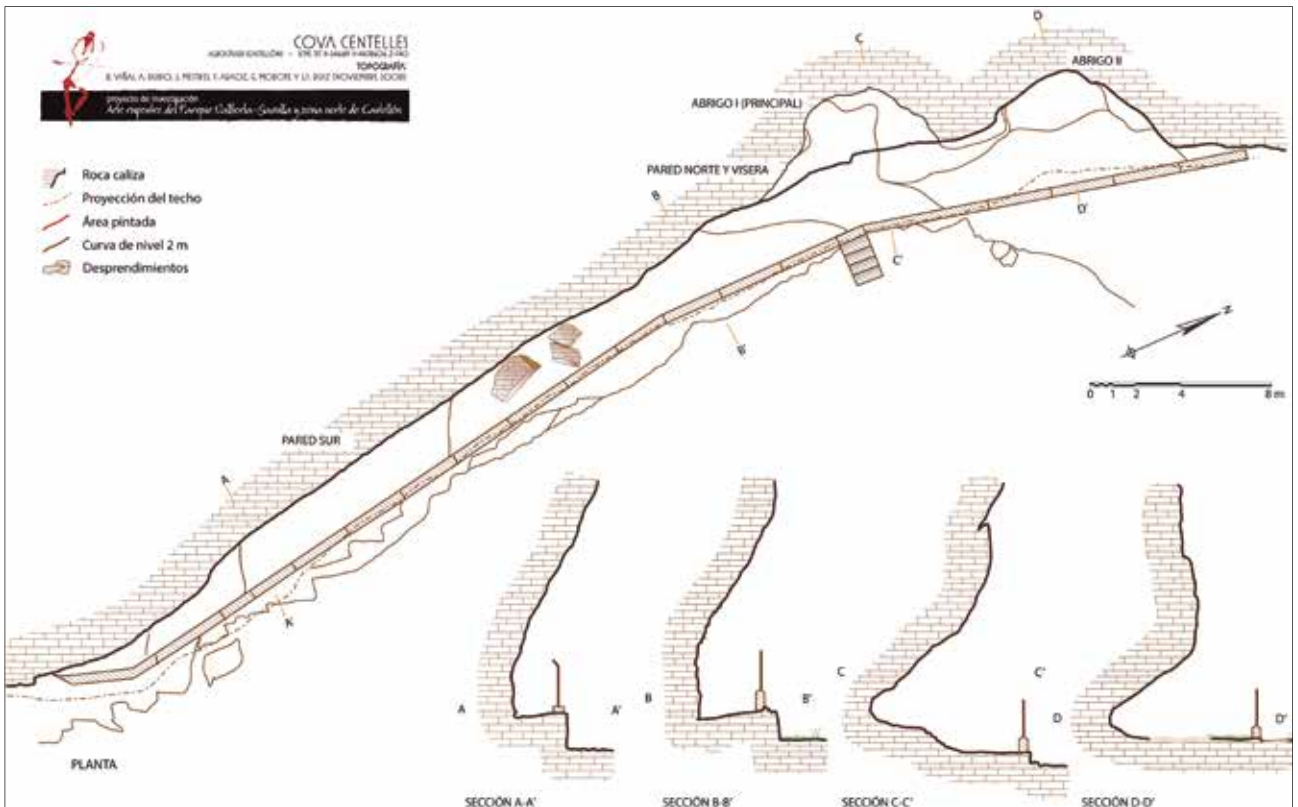 COVA CENTELLES
TOPOGRAFÍA
proyecto de investigación
Roca caliza
Proyección del techo
Área pintada
Curva de nivel 2 m
Desprendimientos
D
C
ABRIGO II
ABRIGO I (PRINCIPAL)
PARED NORTE Y VISERA
B
D'
C'
B'
N
0 1 2 4 8 m
PARED SUR
A
A'
PLANTA
A A'
B B'
C C'
D D'
SECCIÓN A-A'
SECCIÓN B-B'
SECCIÓN C-C'
SECCIÓN D-D'